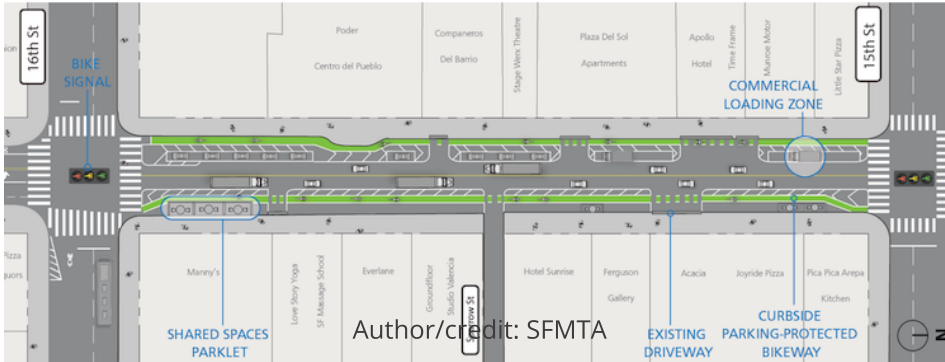 16th St
BIKE
SIGNAL
Poder
Centro del Pueblo
Companeros
Del Barrio
Stage Werx Theatre
Plaza Del Sol
Apartments
Apollo
Hotel
Time Frame
Munroe Motor
Little Star Pizza
15th St
COMMERCIAL
LOADING ZONE
Pizza
Manny's
Love Story Yoga
SF Massage School
Everlane
Groundfloor
Studio Valencia
St
Hotel Sunrise
Ferguson
Gallery
Acacia
Joyride Pizza
Pica Pica Arepa
Kitchen
SHARED SPACES
PARKLET
Author/credit: SFMTA
EXISTING
DRIVEWAY
CURBSIDE
PARKING-PROTECTED
BIKEWAY